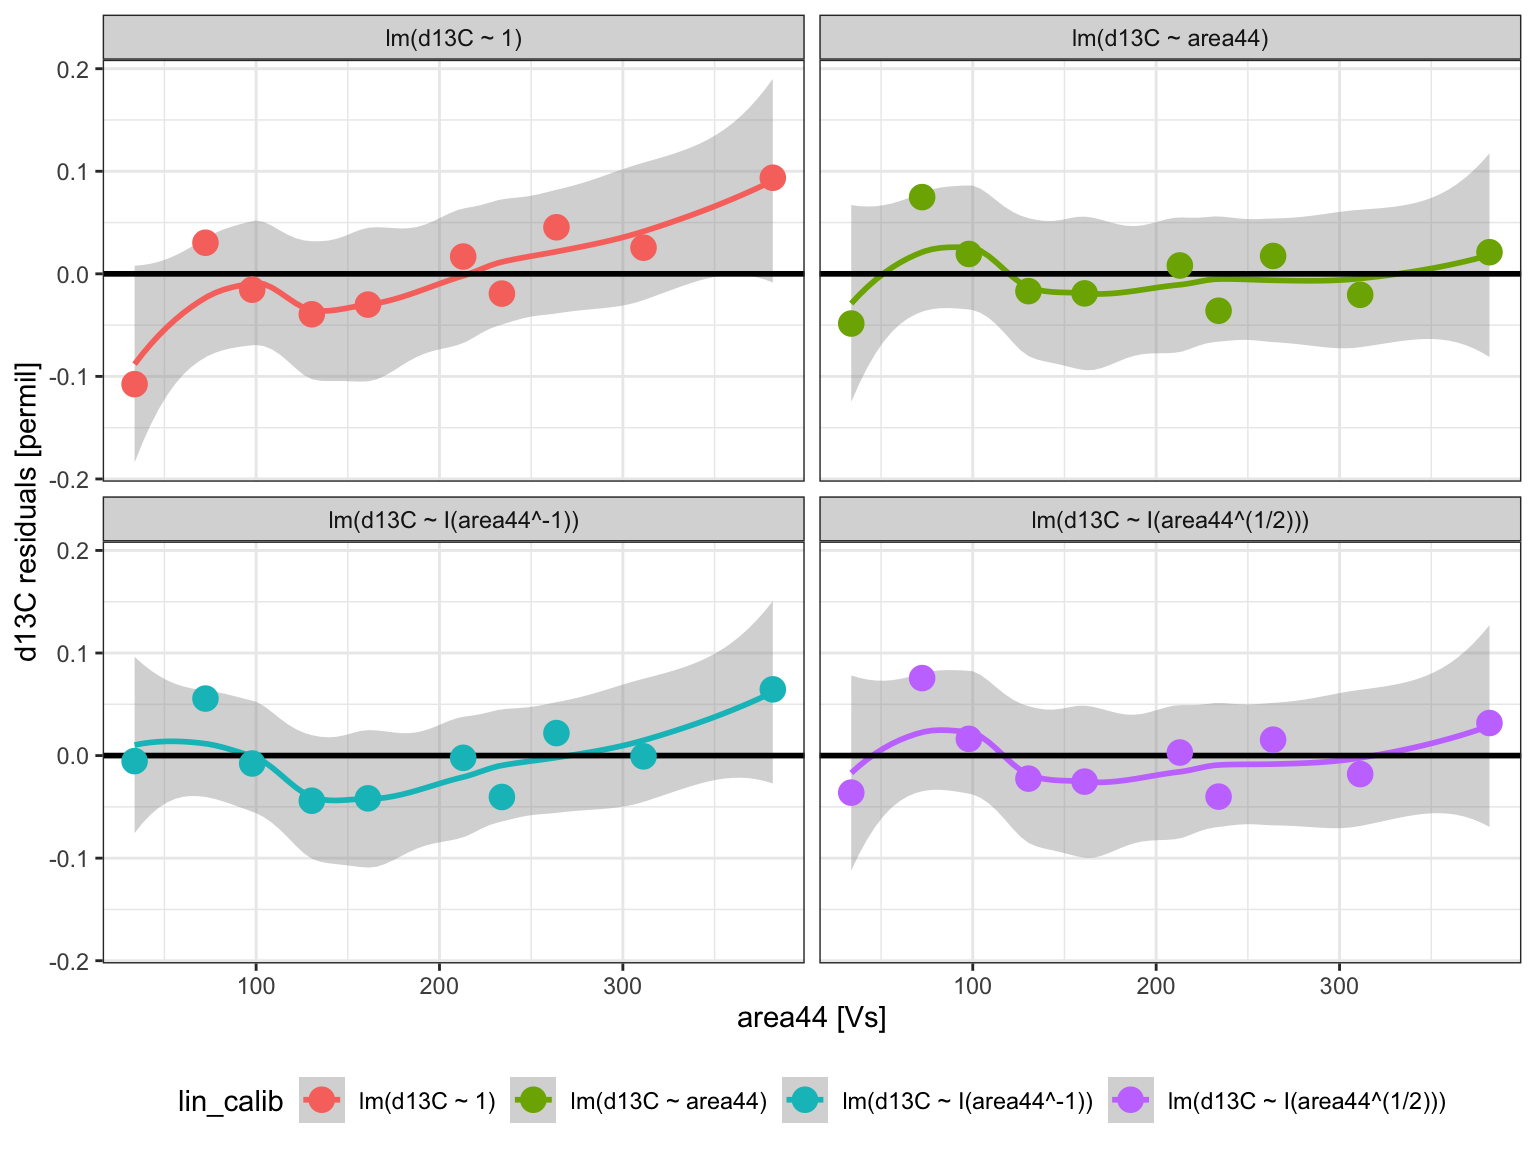 lm(d13C ~ 1)
lm(d13C ~ area44)
0.2
0.1
0.0
-0.1
-0.2
lm(d13C ~ I(area44^-1))
lm(d13C ~ I(area44^(1/2)))
0.2
0.1
0.0
-0.1
-0.2
d13C residuals [permil]
100 200 300
100 200 300
area44 [Vs]
lin_calib lm(d13C ~ 1) lm(d13C ~ area44) lm(d13C ~ I(area44^-1)) lm(d13C ~ I(area44^(1/2)))